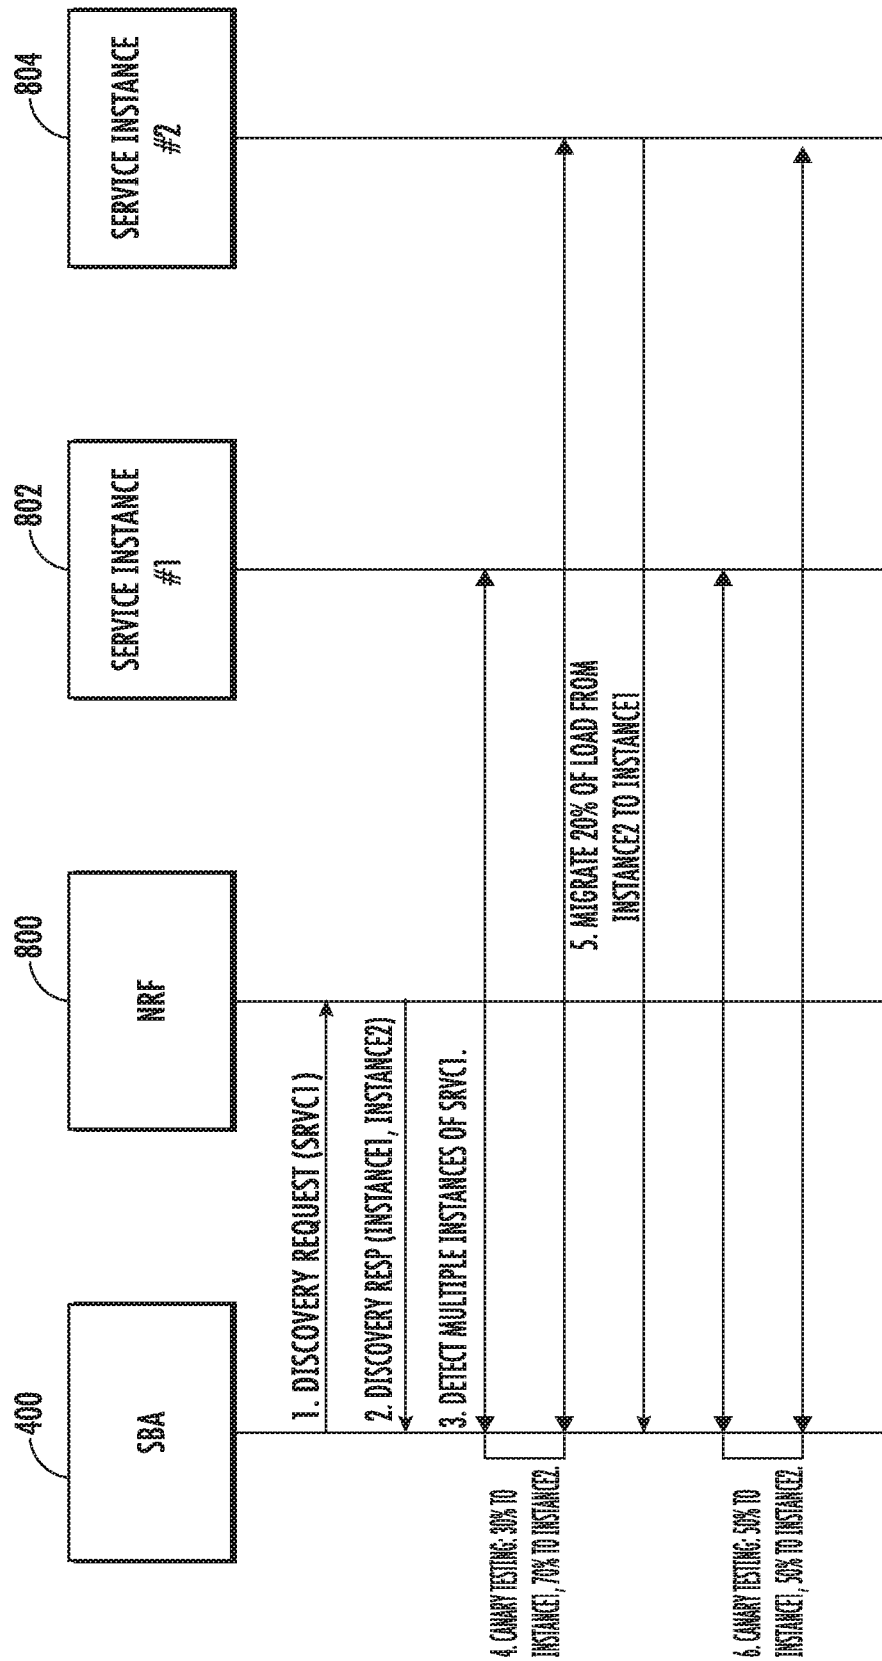 400
SBA
800
NRF
802
SERVICE INSTANCE
#1
804
SERVICE INSTANCE
#2
1. DISCOVERY REQUEST (SRVC1)
2. DISCOVERY RESP (INSTANCE1, INSTANCE2)
3. DETECT MULTIPLE INSTANCES OF SRVC1.
4. CANARY TESTING: 30% TO
INSTANCE1, 70% TO INSTANCE2.
5. MIGRATE 20% OF LOAD FROM
INSTANCE2 TO INSTANCE1
6. CANARY TESTING: 50% TO
INSTANCE1, 50% TO INSTANCE2.